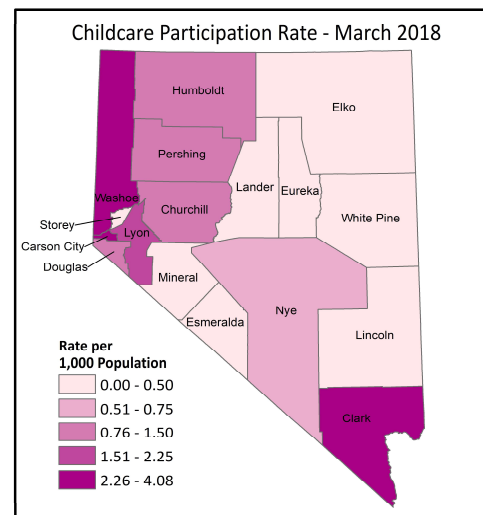 Childcare Participation Rate - March 2018
Humboldt
Elko
Pershing
Lander
Eureka
Washoe
Churchill
White Pine
Storey
Lyon
Carson City
Douglas
Mineral
Nye
Esmeralda
Lincoln
Rate per
1,000 Population
0.00 - 0.50
0.51 - 0.75
0.76 - 1.50
1.51 - 2.25
2.26 - 4.08
Clark